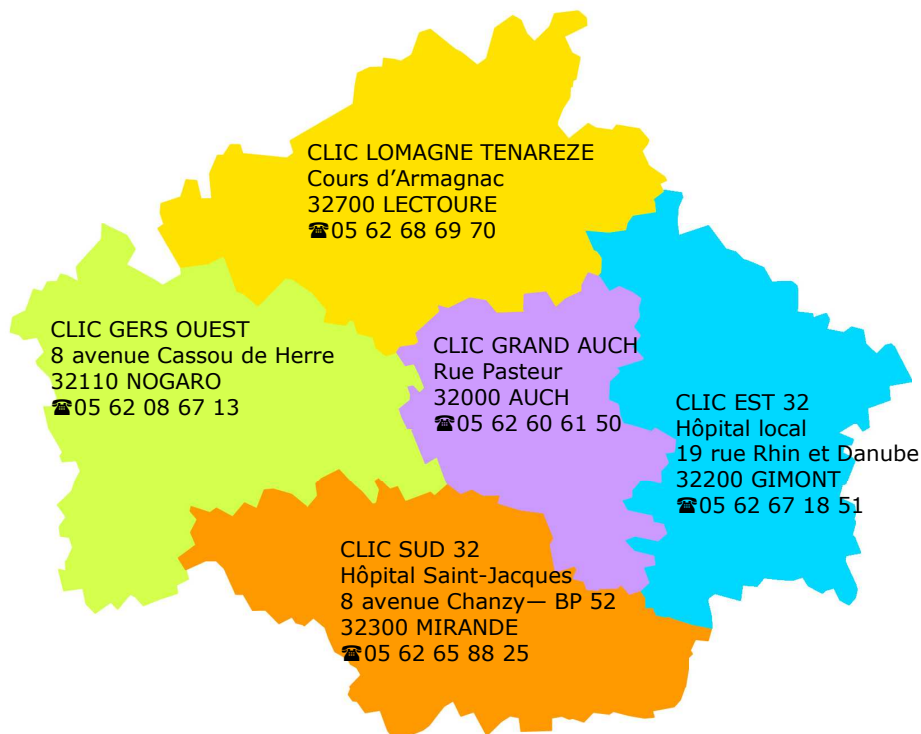 CLIC LOMAGNE TENAREZE
Cours d’Armagnac
32700 LECTOURE
☎05 62 68 69 70
CLIC GERS OUEST
8 avenue Cassou de Herre
32110 NOGARO
☎05 62 08 67 13
CLIC GRAND AUCH
Rue Pasteur
32000 AUCH
☎05 62 60 61 50
CLIC EST 32
Hôpital local
19 rue Rhin et Danube
32200 GIMONT
☎05 62 67 18 51
CLIC SUD 32
Hôpital Saint-Jacques
8 avenue Chanzy— BP 52
32300 MIRANDE
☎05 62 65 88 25